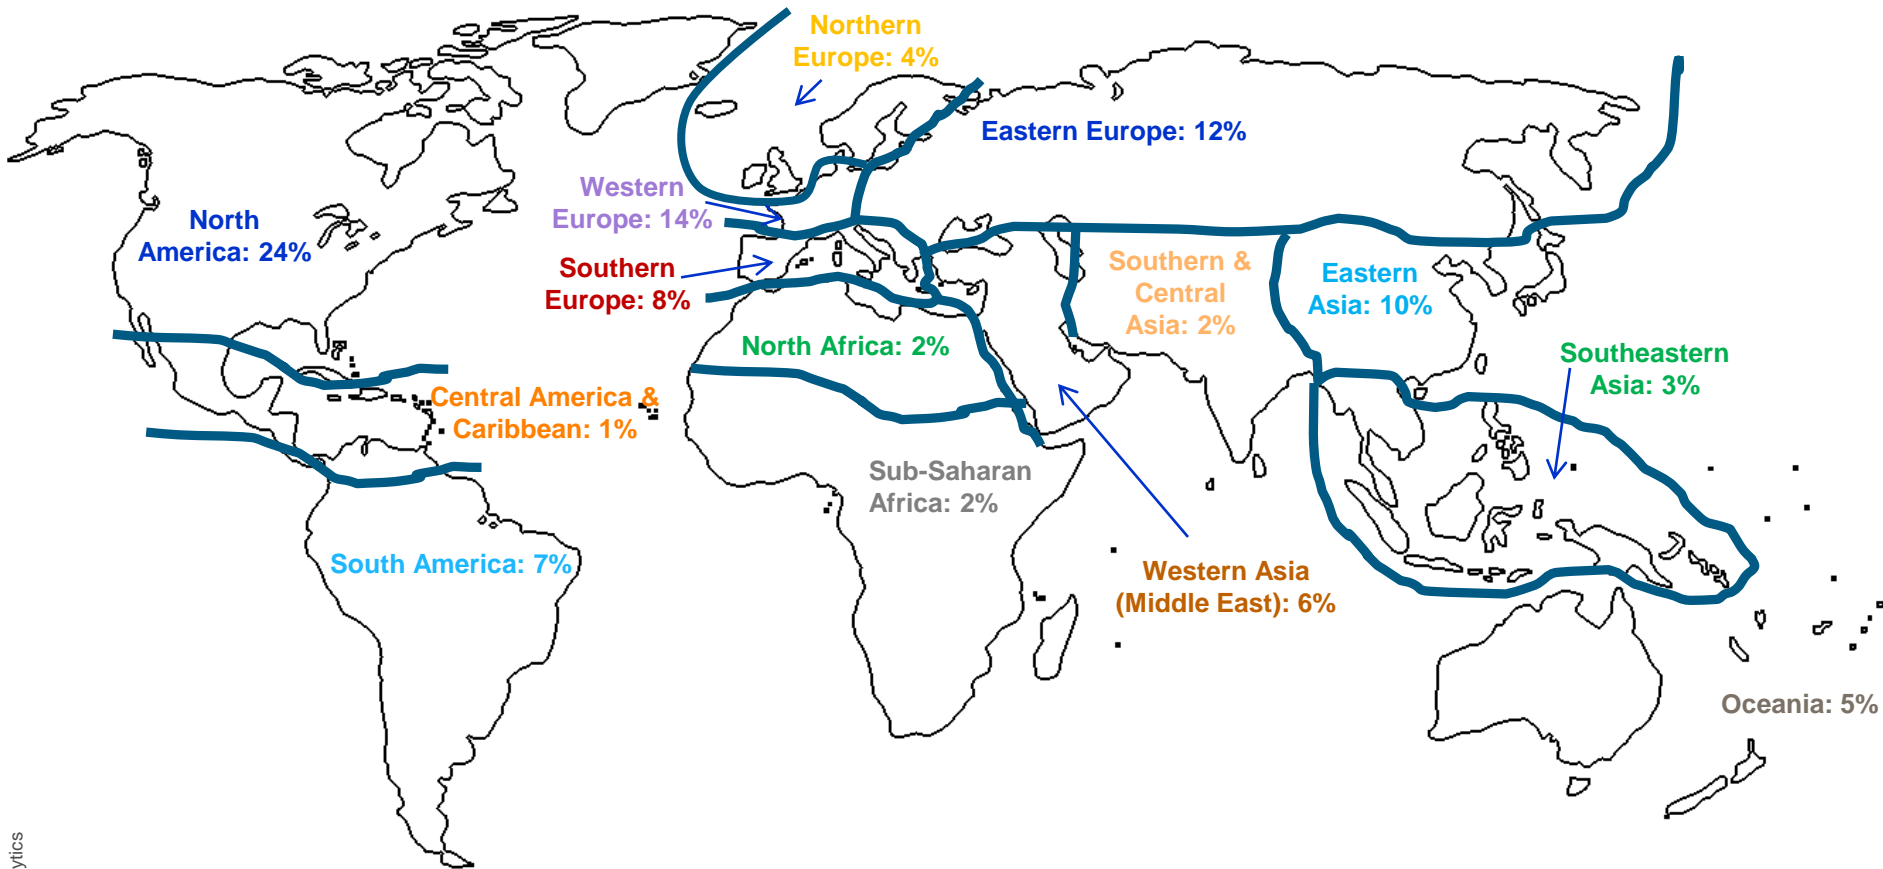 Northern
Europe: 4%
Eastern Europe: 12%
Western
Europe: 14%
North
America: 24%
Southern
Europe: 8%
Southern &
Central
Asia: 2%
Eastern
Asia: 10%
North Africa: 2%
Southeastern
Asia: 3%
Central America &
Caribbean: 1%
Sub-Saharan
Africa: 2%
South America: 7%
Western Asia
(Middle East): 6%
Oceania: 5%
ytics